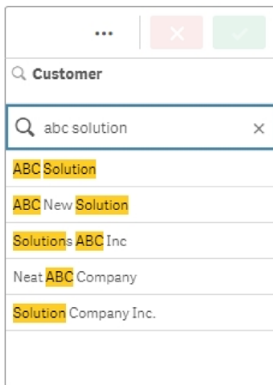 Customer
abc solution
ABC Solution
ABC New Solution
Solutions ABC Inc
Neat ABC Company
Solution Company Inc.